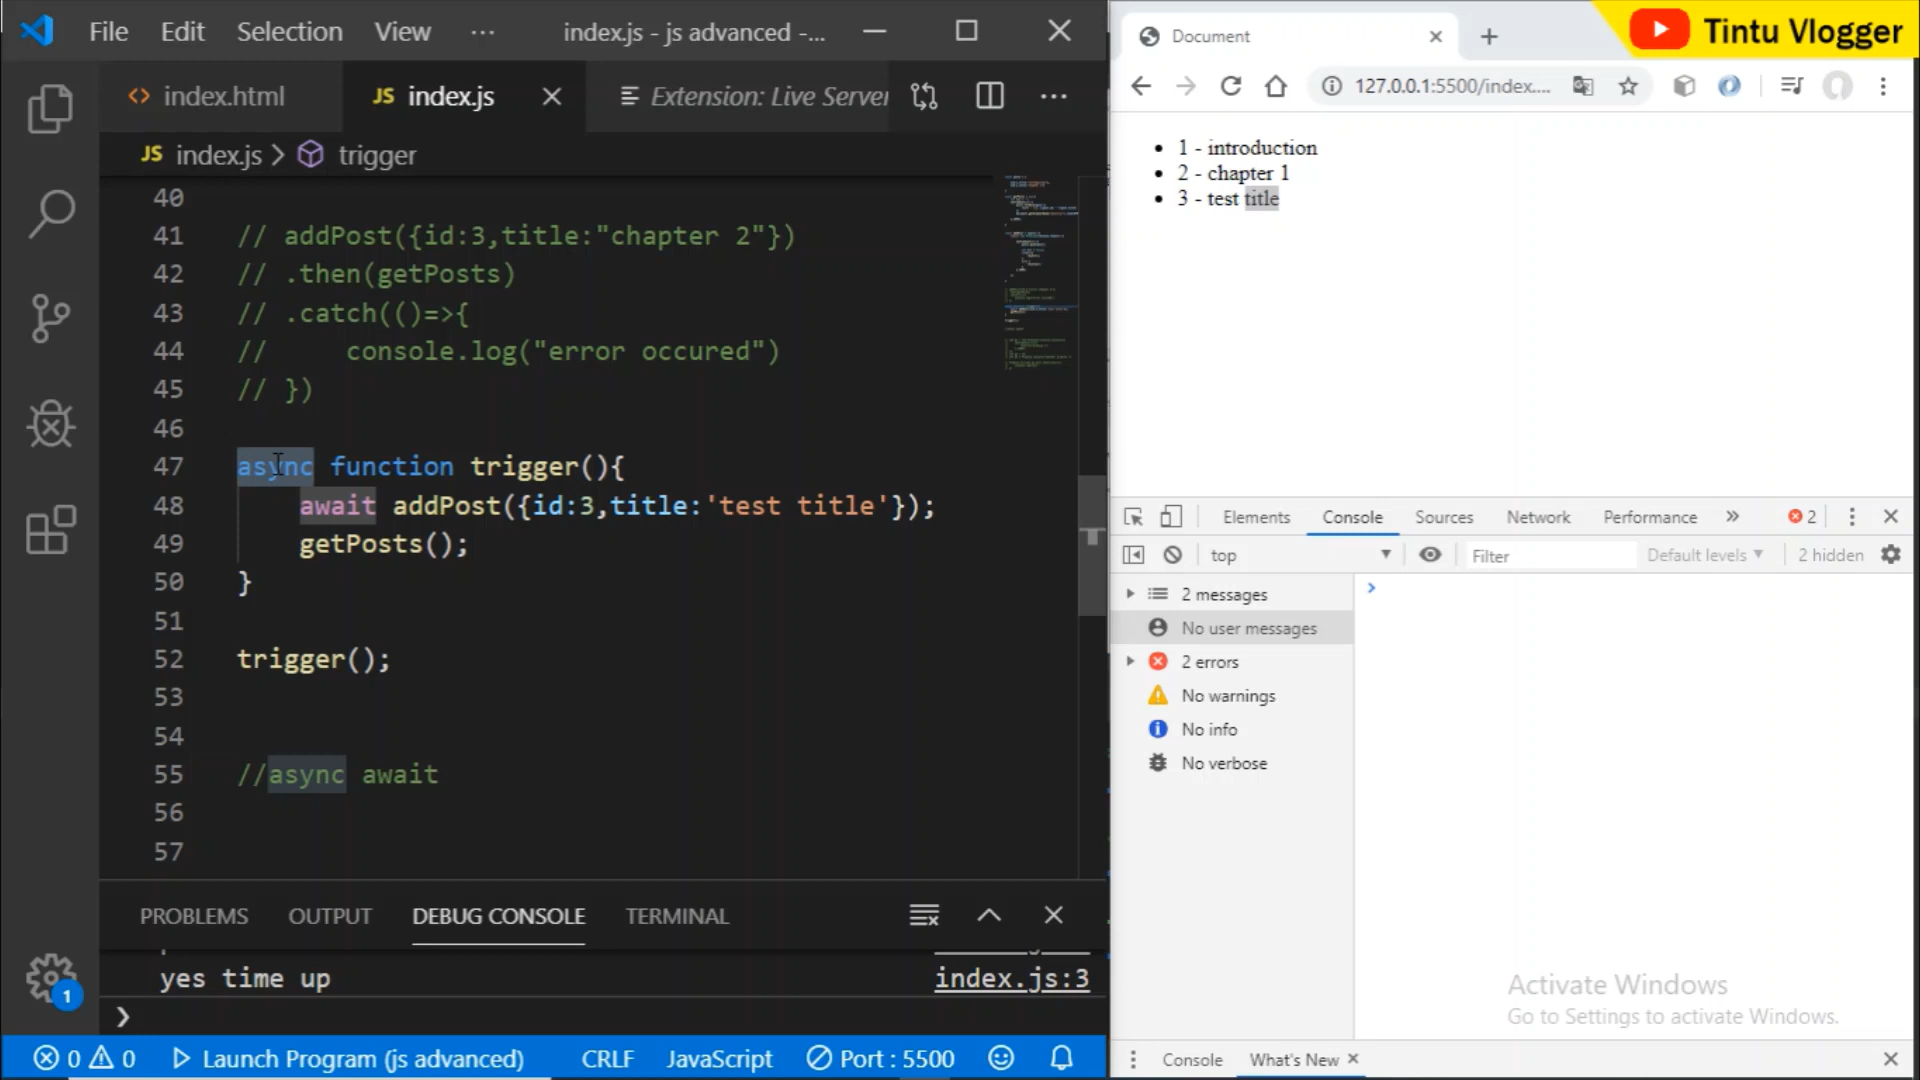 File Edit Selection View ··· index.js - js advanced -...
index.html JS index.js Extension: Live Server ···
JS index.js > trigger
40
41 // addPost({id:3,title:"chapter 2"})
42 // .then(getPosts)
43 // .catch(()=>{
44 // console.log("error occured")
45 // })
46
47 async function trigger(){
48 await addPost({id:3,title:'test title'});
49 getPosts();
50 }
51
52 trigger();
53
54
55 //async await
56
57
PROBLEMS OUTPUT DEBUG CONSOLE TERMINAL
yes time up index.js:3
1
0 0 Launch Program (js advanced) CRLF JavaScript Port : 5500
Document
Tintu Vlogger
127.0.0.1:5500/index....
1 - introduction
2 - chapter 1
3 - test title
Elements Console Sources Network Performance » 2
top Filter Default levels 2 hidden
2 messages
No user messages
2 errors
No warnings
No info
No verbose
Activate Windows
Go to Settings to activate Windows.
Console What's New